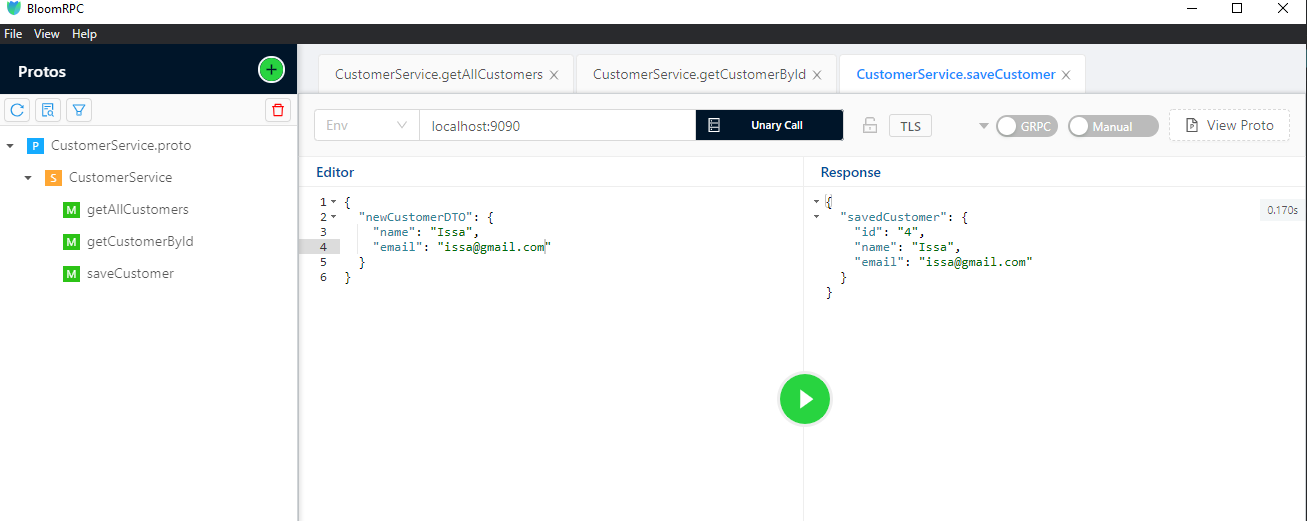 BloomRPC
File View Help
Protos
CustomerService.getAllCustomers
CustomerService.getCustomerById
CustomerService.saveCustomer
Env
localhost:9090
Unary Call
TLS
GRPC
Manual
View Proto
P CustomerService.proto
S CustomerService
M getAllCustomers
M getCustomerById
M saveCustomer
Editor
1 {
2 "newCustomerDTO": {
3 "name": "Issa",
4 "email": "issa@gmail.com"
5 }
6 }
Response
0.170s
{
"savedCustomer": {
"id": "4",
"name": "Issa",
"email": "issa@gmail.com"
}
}